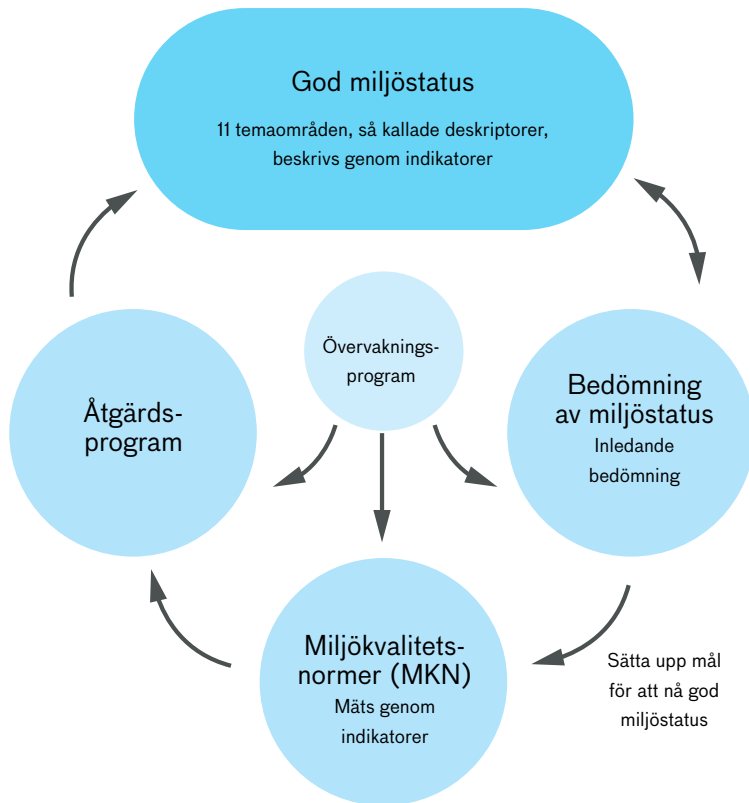 God miljöstatus
11 temaområden, så kallade deskriptorer,
beskrivs genom indikatorer
Övervaknings-
program
Åtgärds-
program
Bedömning
av miljöstatus
Inledande
bedömning
Miljökvalitets-
normer (MKN)
Mäts genom
indikatorer
Sätta upp mål
för att nå god
miljöstatus